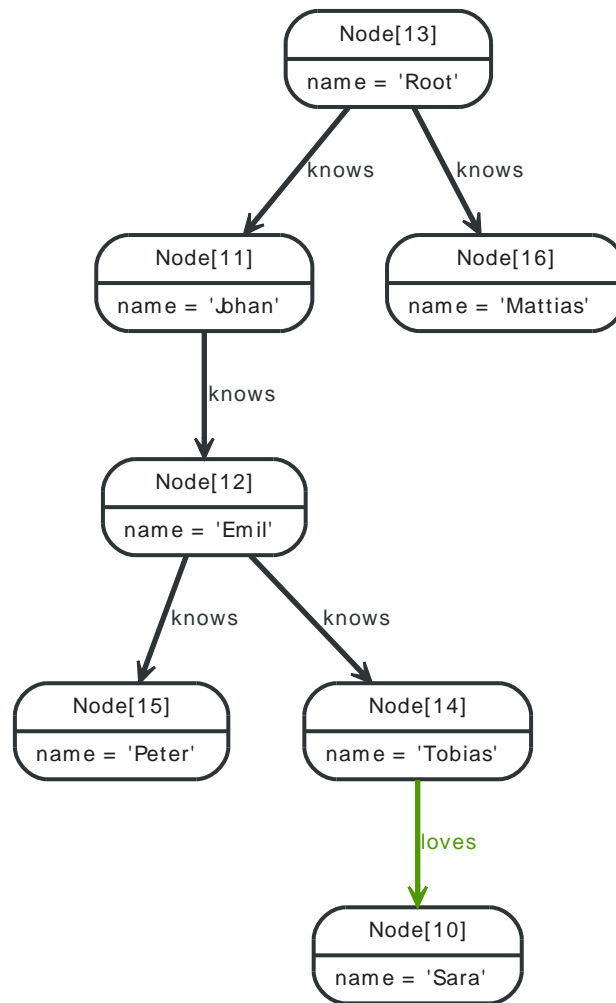 Node[13]
name = 'Root'
knows
knows
Node[11]
name = 'Johan'
Node[16]
name = 'Mattias'
knows
Node[12]
name = 'Emil'
knows
knows
Node[15]
name = 'Peter'
Node[14]
name = 'Tobias'
loves
Node[10]
name = 'Sara'